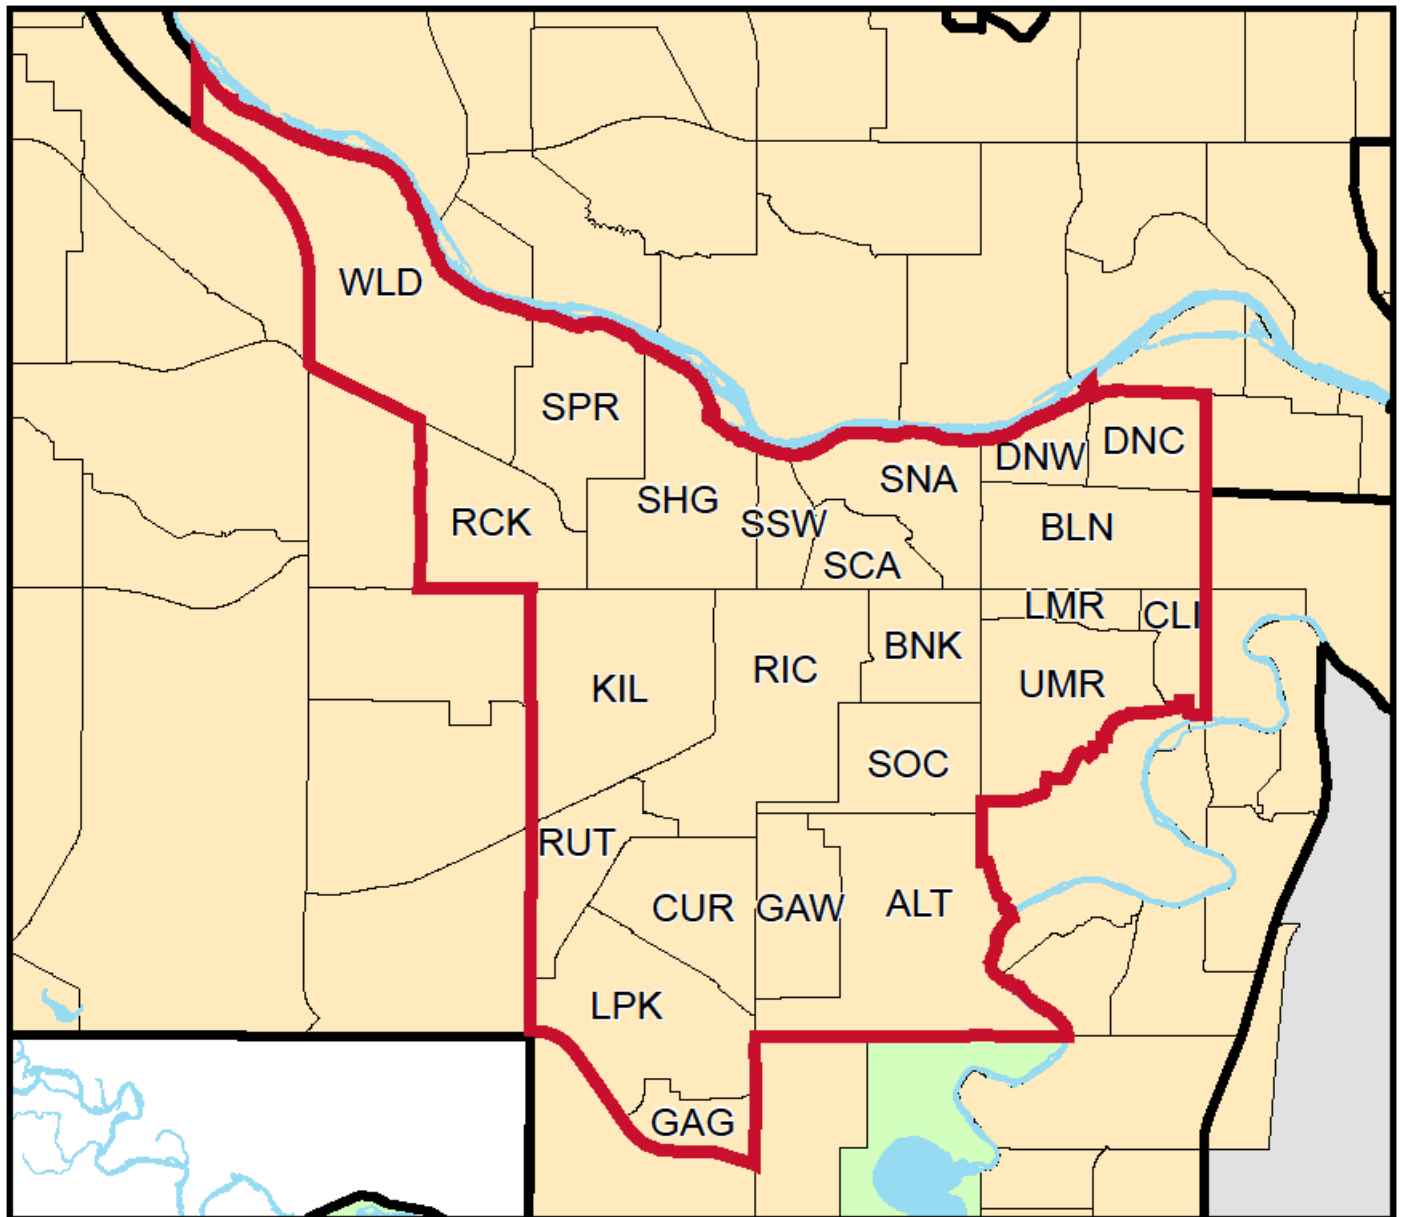 WLD
SPR
DNC
DNW
SNA
SHG
SSW
RCK
BLN
SCA
LMR
CLI
BNK
RIC
UMR
KIL
SOC
RUT
CUR
GAW
ALT
LPK
GAG